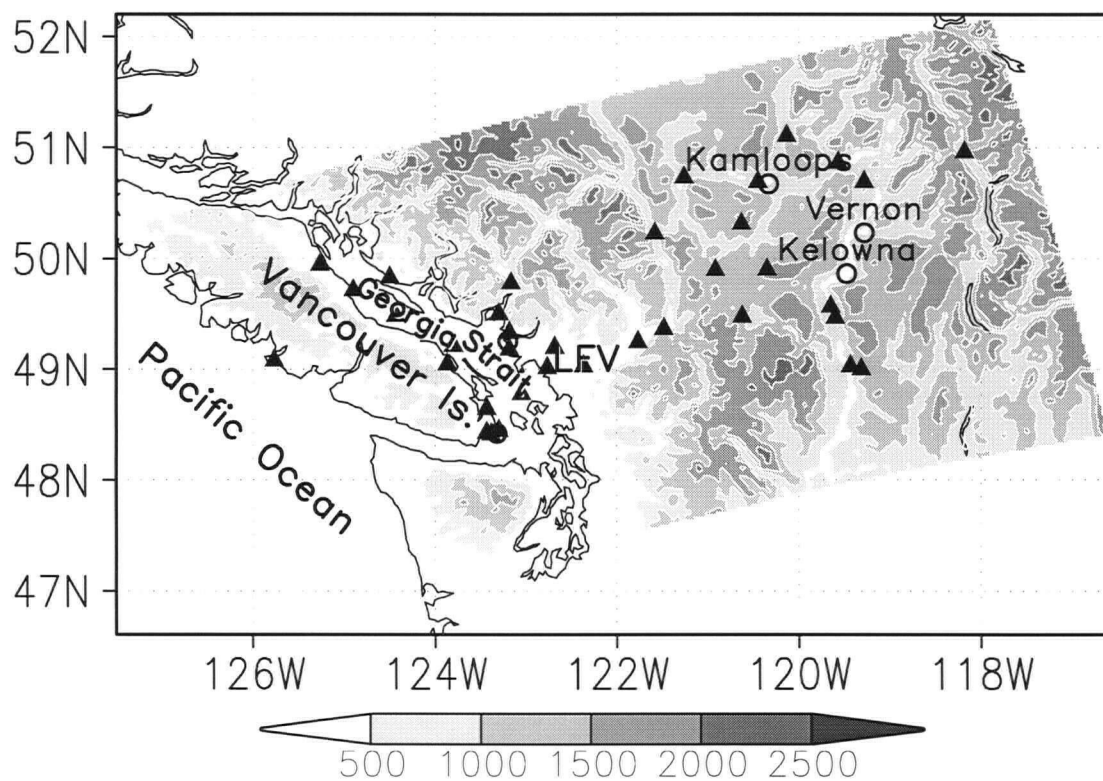 52N
51N
50N
49N
48N
47N
Kamloops
Vernon
Kelowna
Vancouver Is.
Georgia Strait
LFV
Pacific Ocean
126W 124W 122W 120W 118W
500 1000 1500 2000 2500